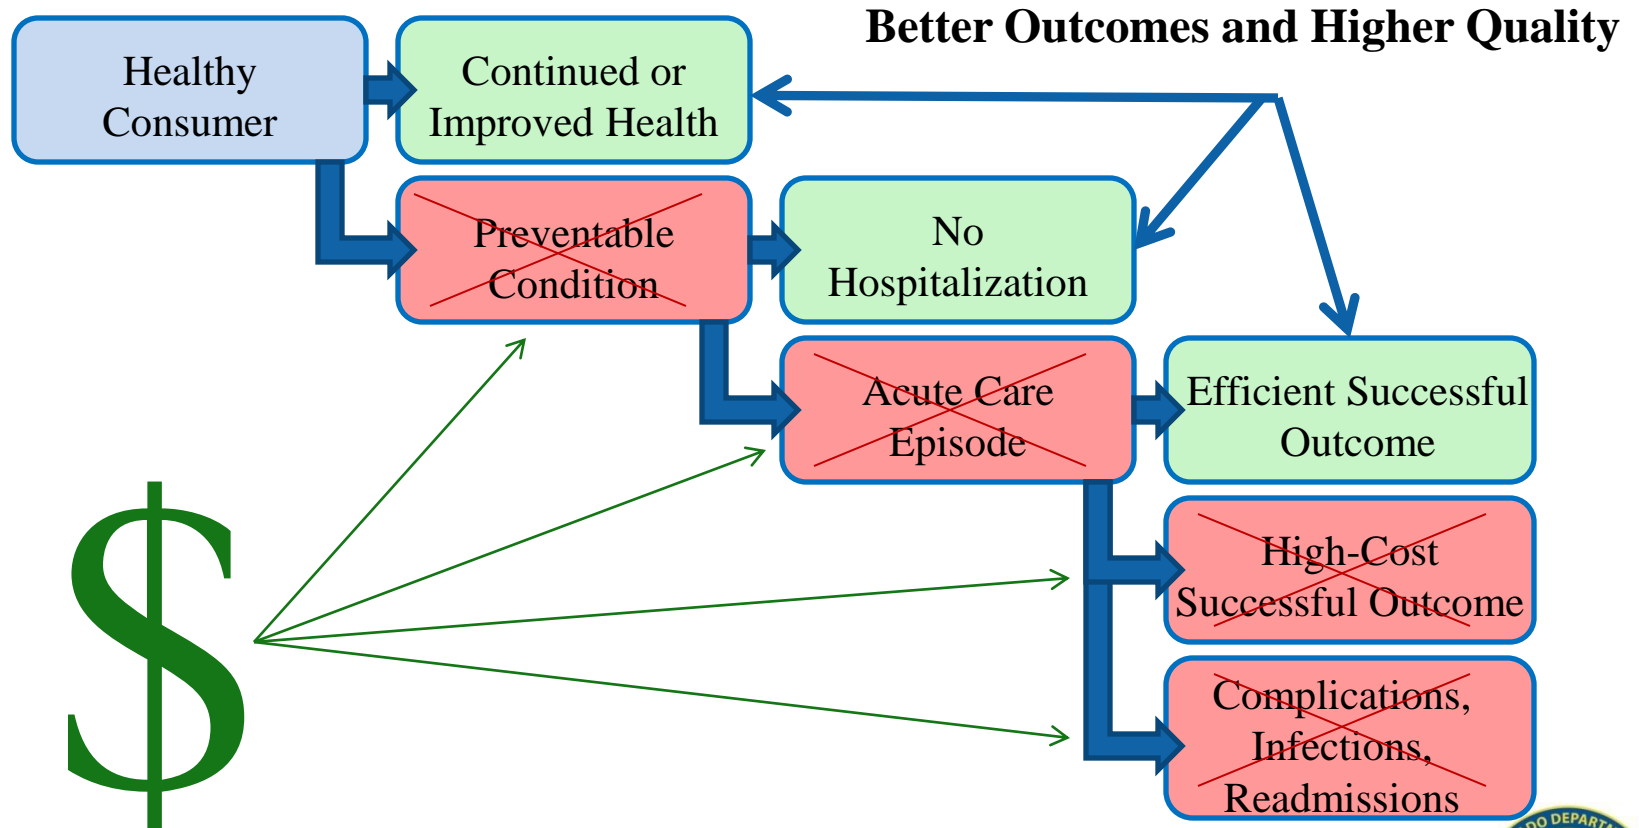 Better Outcomes and Higher Quality
Healthy
Consumer
Continued or
Improved Health
Preventable
Condition
No
Hospitalization
Acute Care
Episode
Efficient Successful
Outcome
High-Cost
Successful Outcome
Complications,
Infections,
Readmissions
$